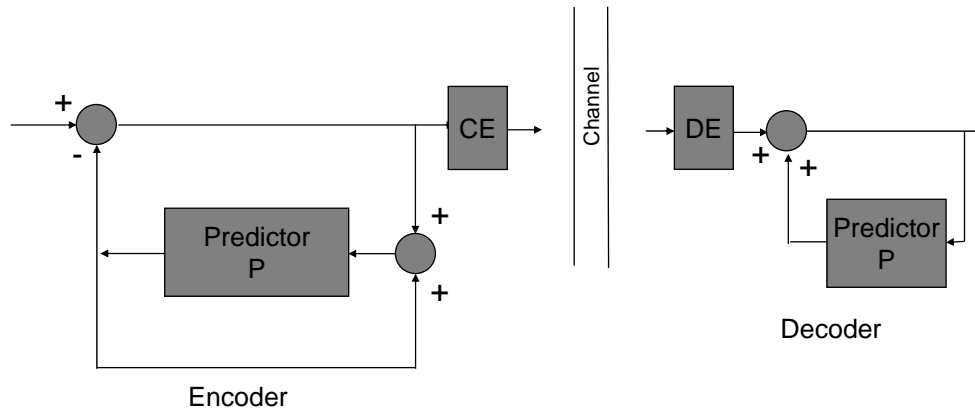 +
-
CE
+
+
Predictor
P
Encoder
Channel
DE
+
+
Predictor
P
Decoder